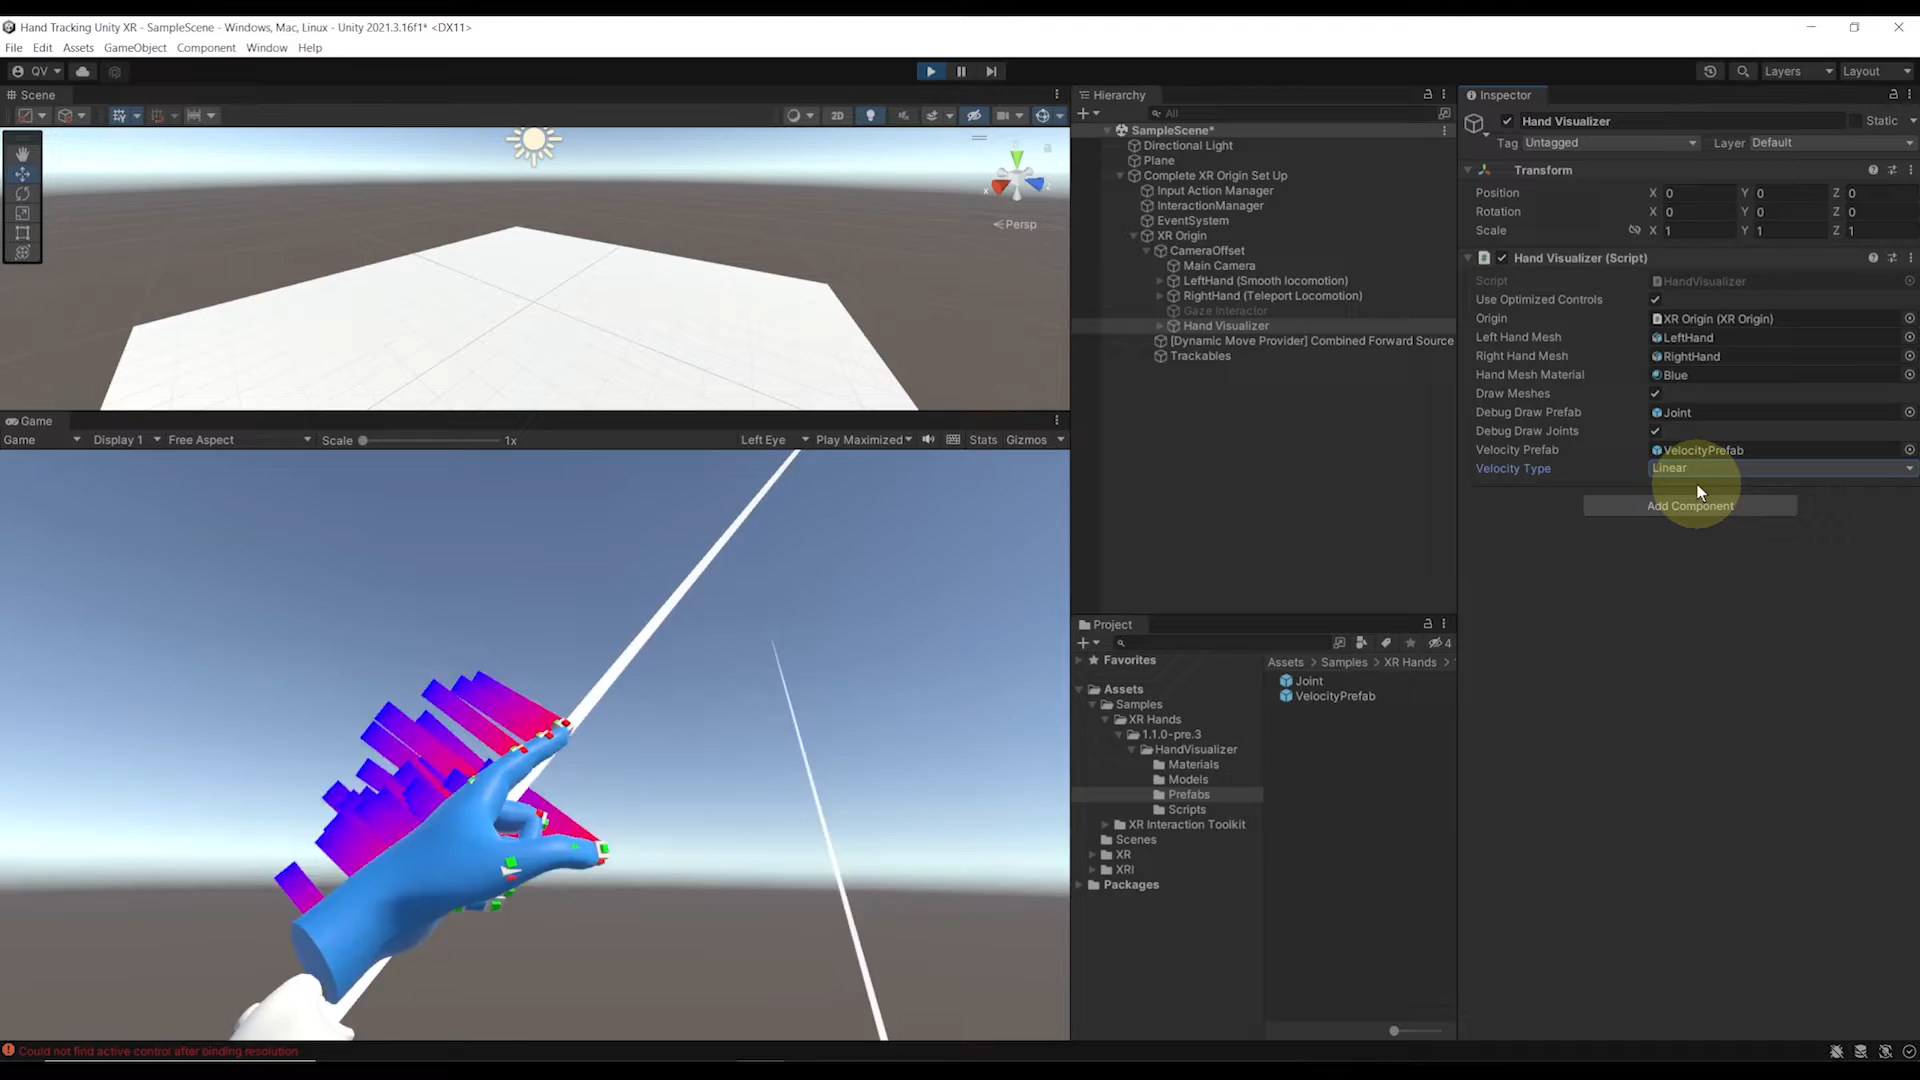 Hand Tracking Unity XR - SampleScene - Windows, Mac, Linux - Unity 2021.3.16f1* <DX11>
File Edit Assets GameObject Component Window Help
QV
Layers Layout
Scene
2D
x
Persp
Game
Game Display 1 Free Aspect Scale 1x Left Eye Play Maximized Stats Gizmos
Could not find active control after binding resolution
Hierarchy
All
SampleScene*
Directional Light
Plane
Complete XR Origin Set Up
Input Action Manager
InteractionManager
EventSystem
XR Origin
CameraOffset
Main Camera
LeftHand (Smooth locomotion)
RightHand (Teleport Locomotion)
Gaze Interactor
Hand Visualizer
[Dynamic Move Provider] Combined Forward Source
Trackables
Project
4
Favorites
Assets
Samples
XR Hands
1.1.0-pre.3
HandVisualizer
Materials
Models
Prefabs
Scripts
XR Interaction Toolkit
Scenes
XR
XRI
Packages
Assets > Samples > XR Hands >
Joint
VelocityPrefab
Inspector
Hand Visualizer Static
Tag Untagged Layer Default
Transform
Position X 0 Y 0 Z 0
Rotation X 0 Y 0 Z 0
Scale X 1 Y 1 Z 1
Hand Visualizer (Script)
Script HandVisualizer
Use Optimized Controls
Origin XR Origin (XR Origin)
Left Hand Mesh LeftHand
Right Hand Mesh RightHand
Hand Mesh Material Blue
Draw Meshes
Debug Draw Prefab Joint
Debug Draw Joints
Velocity Prefab VelocityPrefab
Velocity Type Linear
Add Component